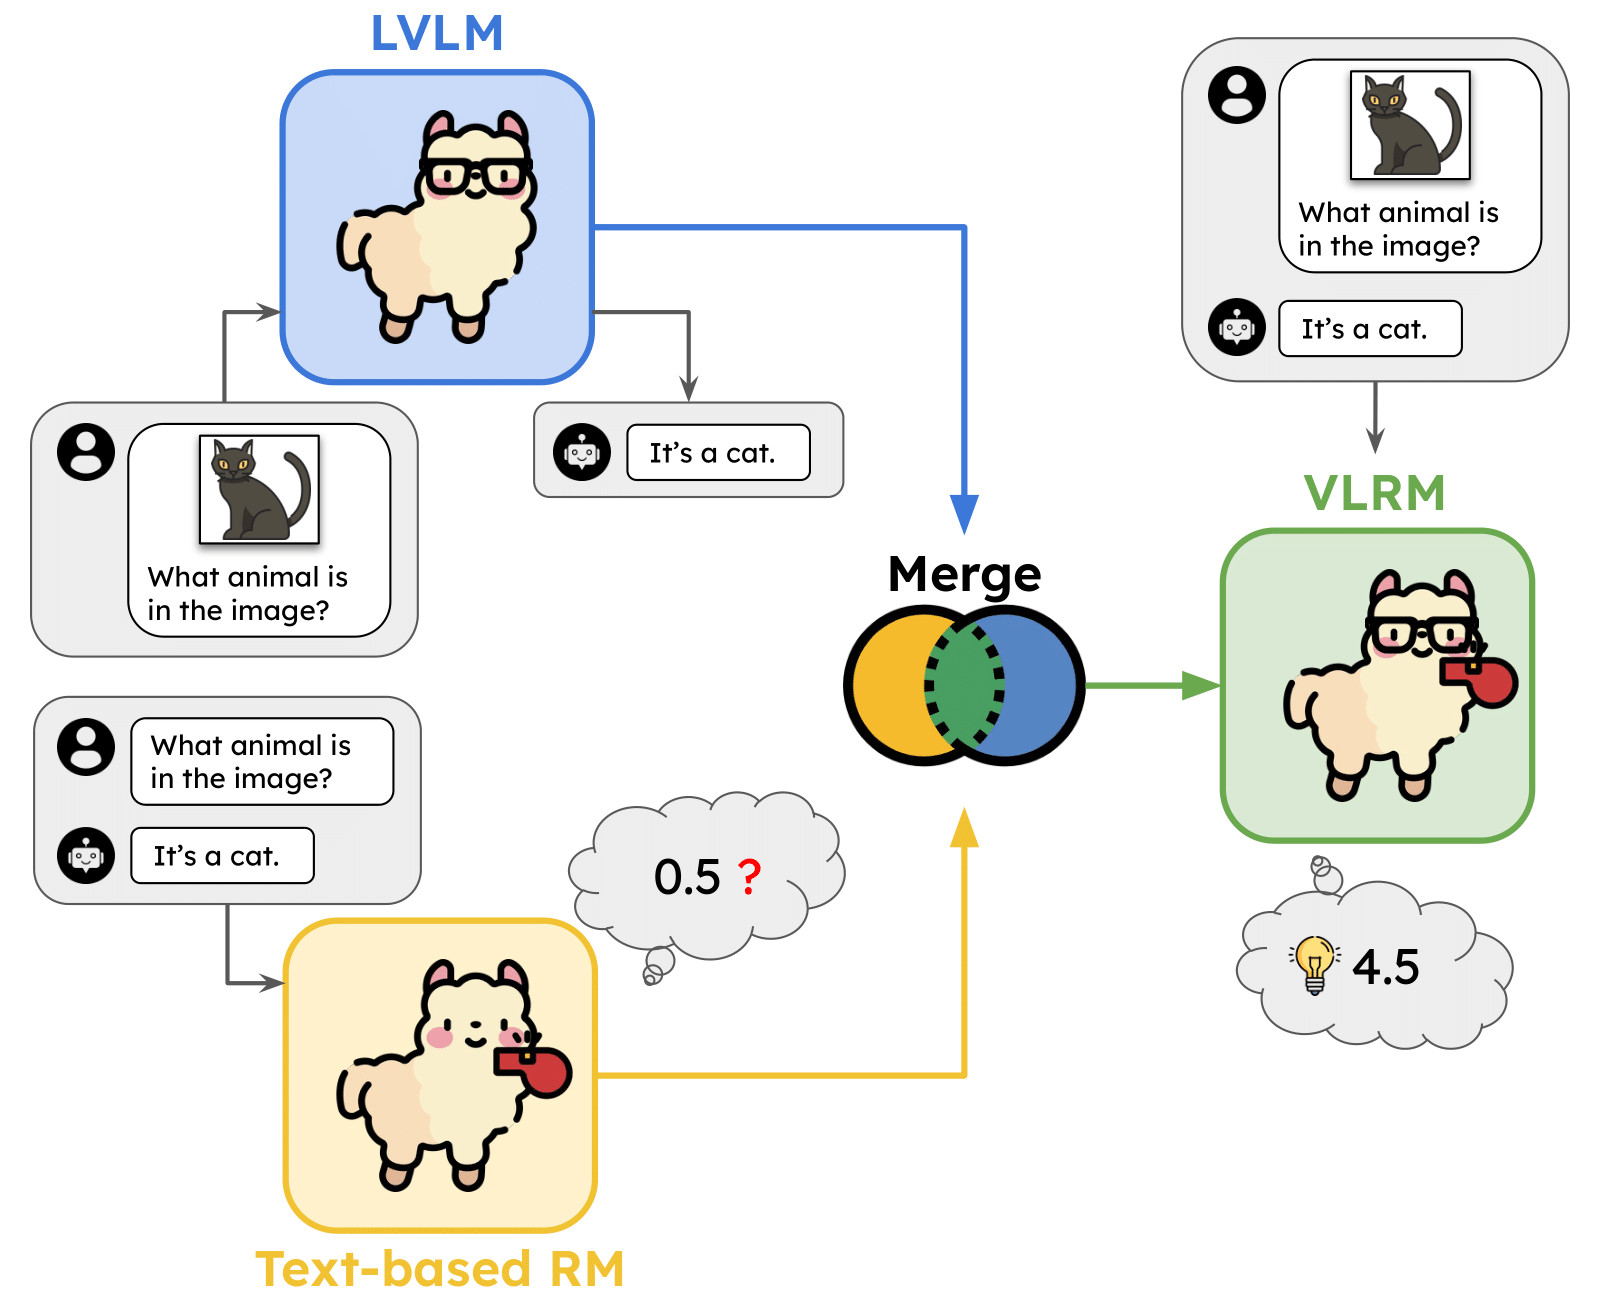 LVLM
What animal is
in the image?
It’s a cat.
What animal is
in the image?
It’s a cat.
0.5 ?
Text-based RM
Merge
What animal is
in the image?
It’s a cat.
VLRM
4.5